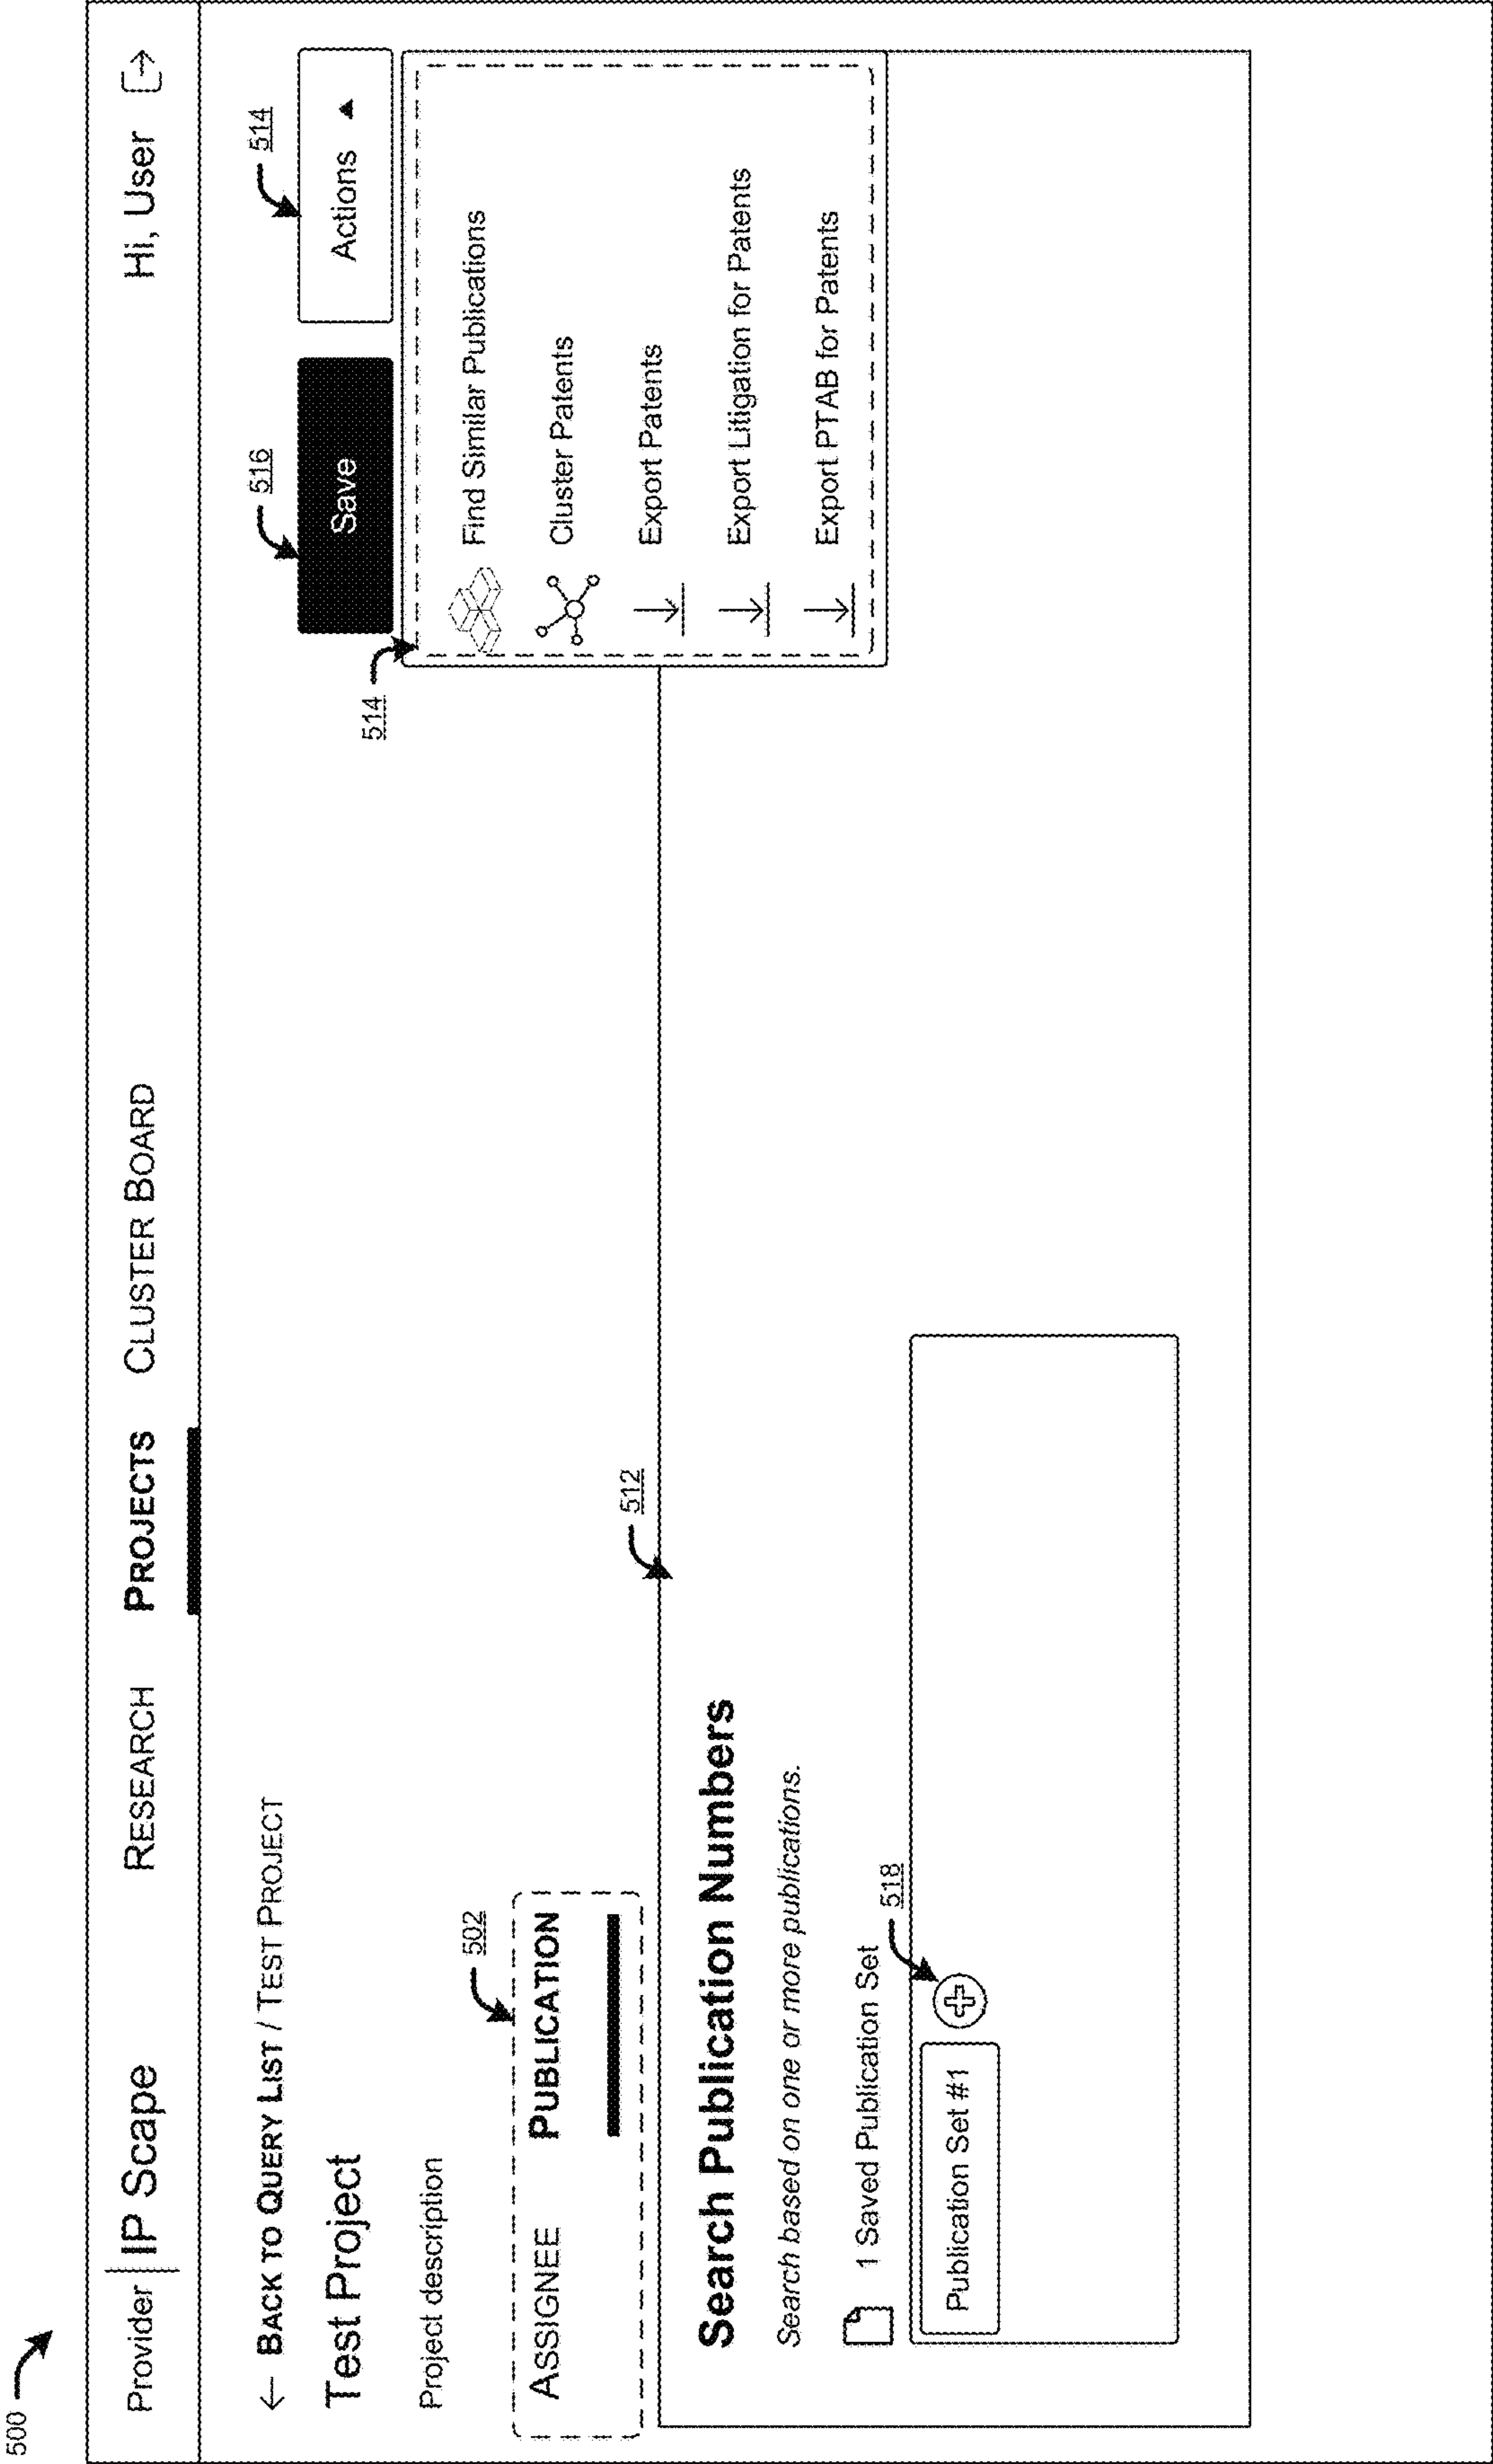 500
Provider | IP Scape RESEARCH PROJECTS CLUSTER BOARD Hi, User
← BACK TO QUERY LIST / TEST PROJECT
516
514
Test Project
Save
Actions ▲
Project description
514
502
ASSIGNEE PUBLICATION
Find Similar Publications
Cluster Patents
Export Patents
Export Litigation for Patents
Export PTAB for Patents
512
Search Publication Numbers
Search based on one or more publications.
1 Saved Publication Set
518
Publication Set #1